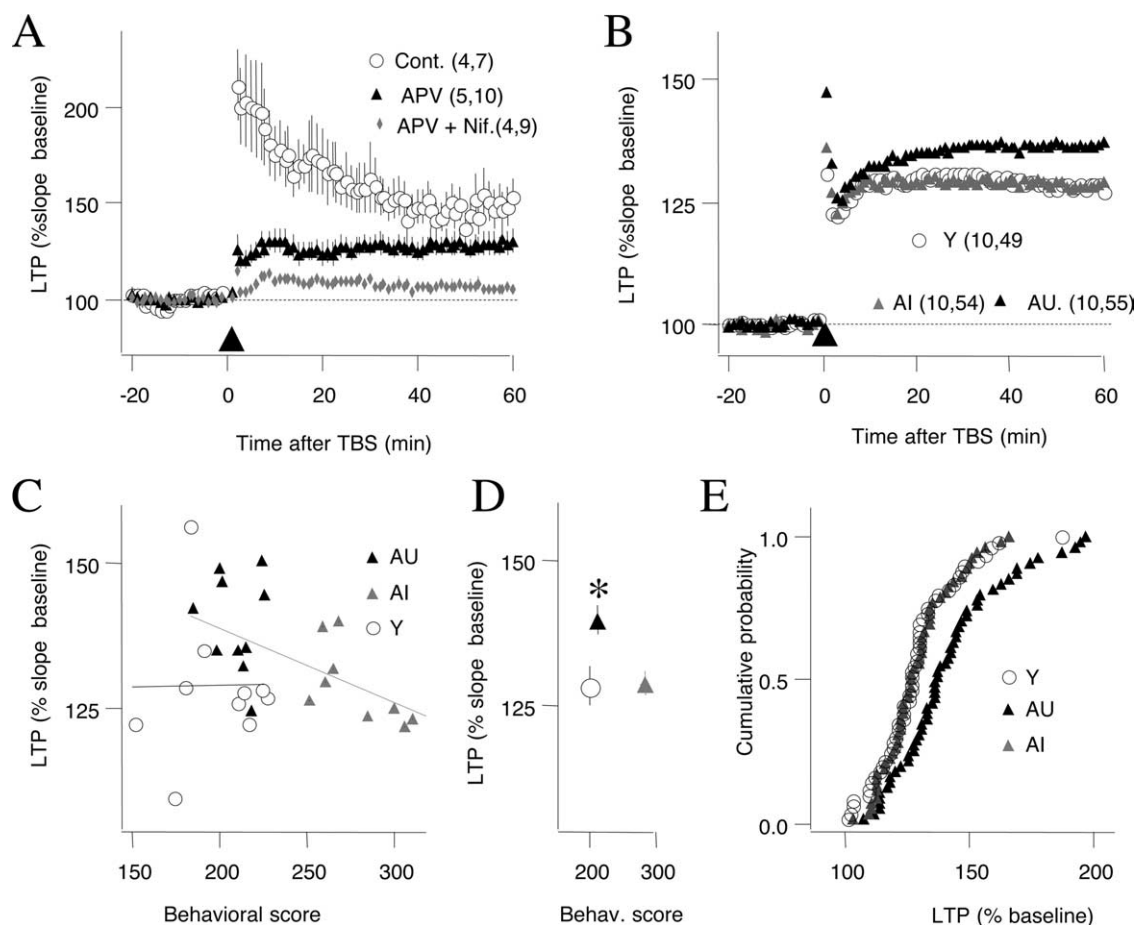 A
Cont. (4,7)
APV (5,10)
APV + Nif.(4,9)
LTP (%slope baseline)
200
150
100
-20 0 20 40 60
Time after TBS (min)
B
LTP (%slope baseline)
150
125
100
Y (10,49
AI (10,54) AU. (10,55)
-20 0 20 40 60
Time after TBS (min)
C
LTP (% slope baseline)
150
125
AU
AI
Y
150 200 250 300
Behavioral score
D
LTP (% slope baseline)
150
125
*
200 300
Behav. score
E
Cumulative probability
1.0
0.5
0.0
Y
AU
AI
100 150 200
LTP (% baseline)